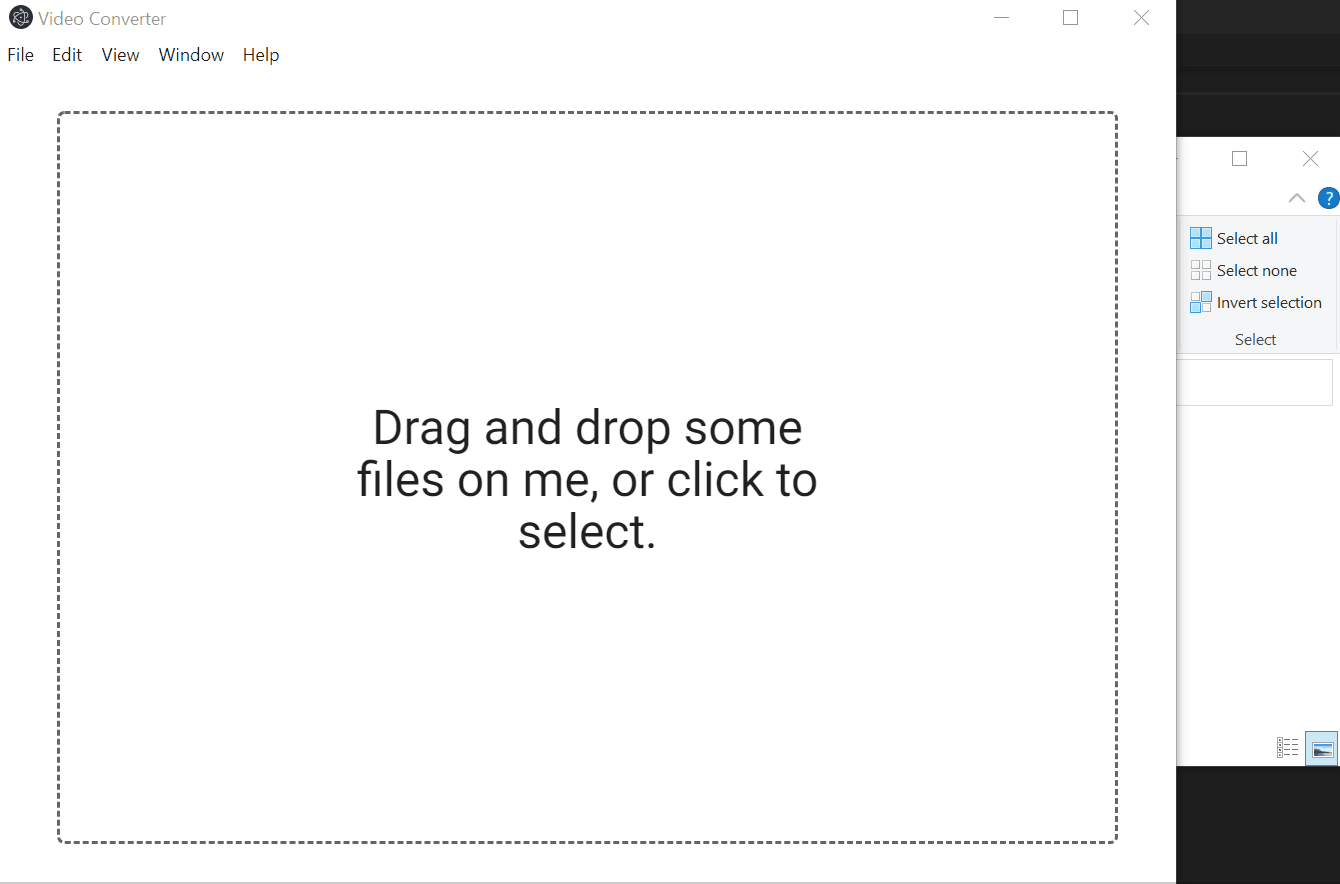 Video Converter
File Edit View Window Help
Drag and drop some
files on me, or click to
select.
?
Select all
Select none
Invert selection
Select